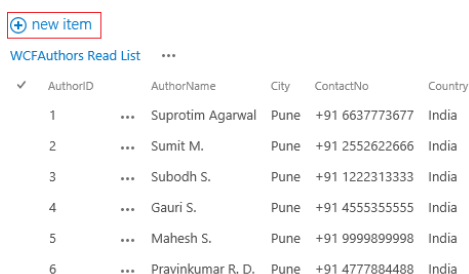 new item
WCFAuthors Read List ...
AuthorID AuthorName City ContactNo Country
1 ... Suprotim Agarwal Pune +91 6637773677 India
2 ... Sumit M. Pune +91 2552622666 India
3 ... Subodh S. Pune +91 1222313333 India
4 ... Gauri S. Pune +91 4555355555 India
5 ... Mahesh S. Pune +91 9999899998 India
6 ... Pravinkumar R. D. Pune +91 4777884488 India